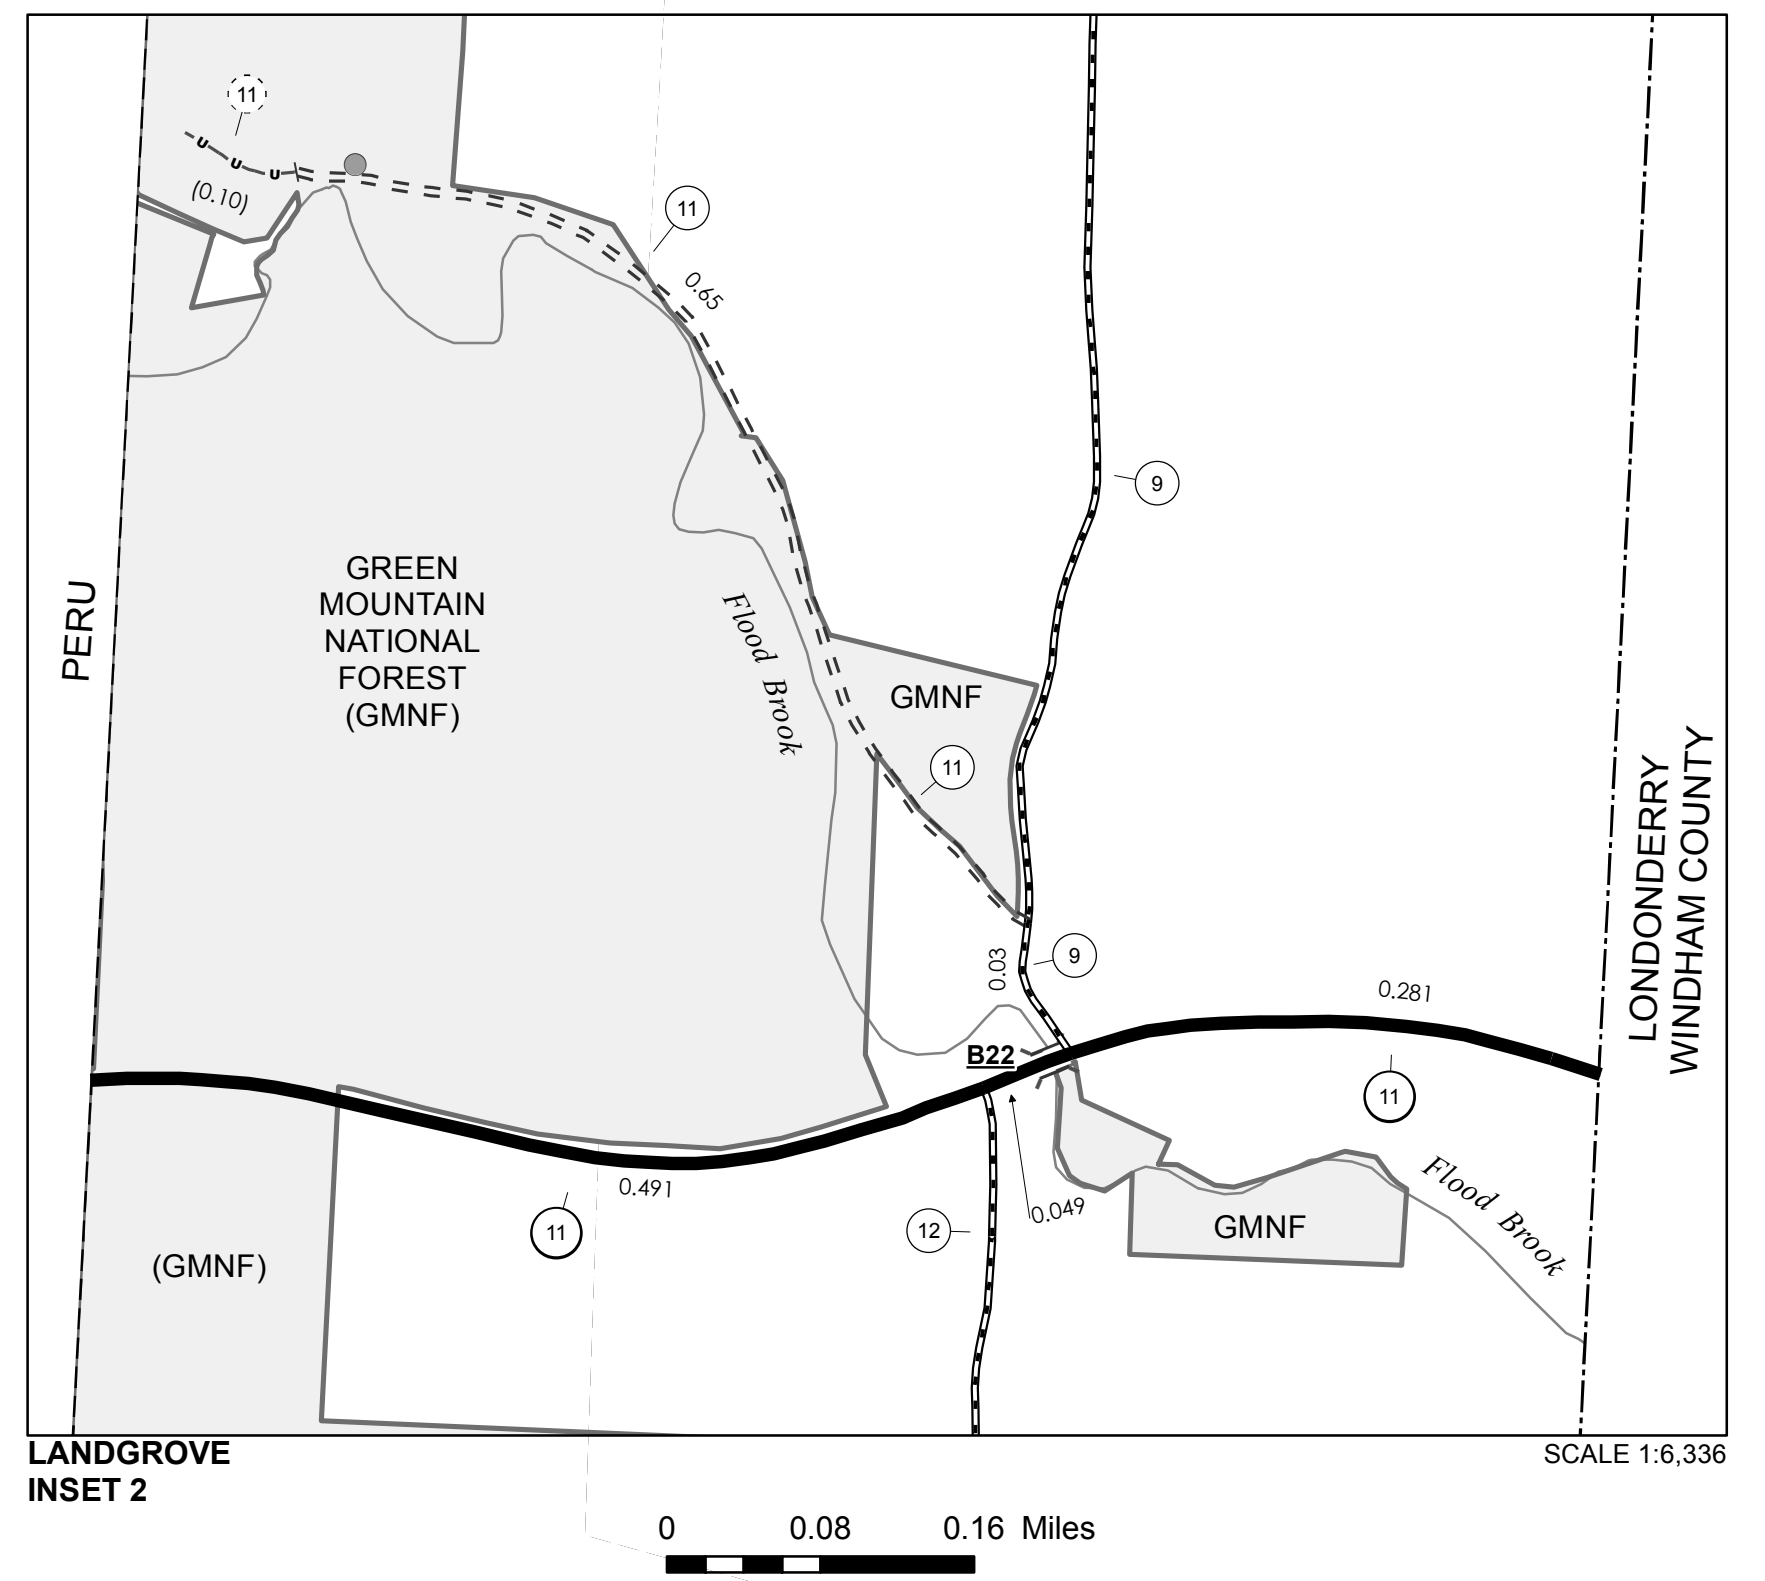 11
U U U
(0.10)
11
0.65
9
GREEN
MOUNTAIN
NATIONAL
FOREST
(GMNF)
PERU
Flood Brook
GMNF
11
LONDONDERRY
WINDHAM COUNTY
0.03
9
0.281
B22
11
0.491
11
12
0.049
GMNF
Flood Brook
(GMNF)
LANDGROVE
INSET 2
SCALE 1:6,336
0 0.08 0.16 Miles